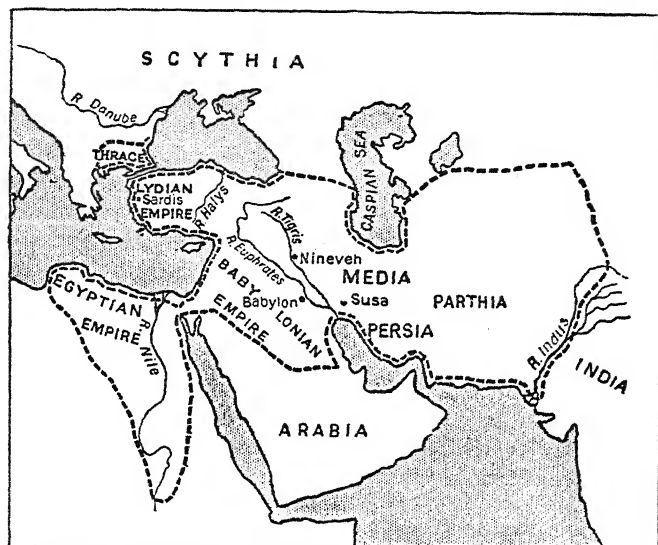 SCYTHIA
R. Danube
THRACE
LYDIAN
Sardis
EMPIRE
R. Halys
CASPIAN SEA
R. Tigris
R. Euphrates
Nineveh
MEDIA
BABYLONIAN
EMPIRE
Babylon
Susa
PARTHIA
PERSIA
EGYPTIAN
EMPIRE
R. Nile
R. Indus
INDIA
ARABIA